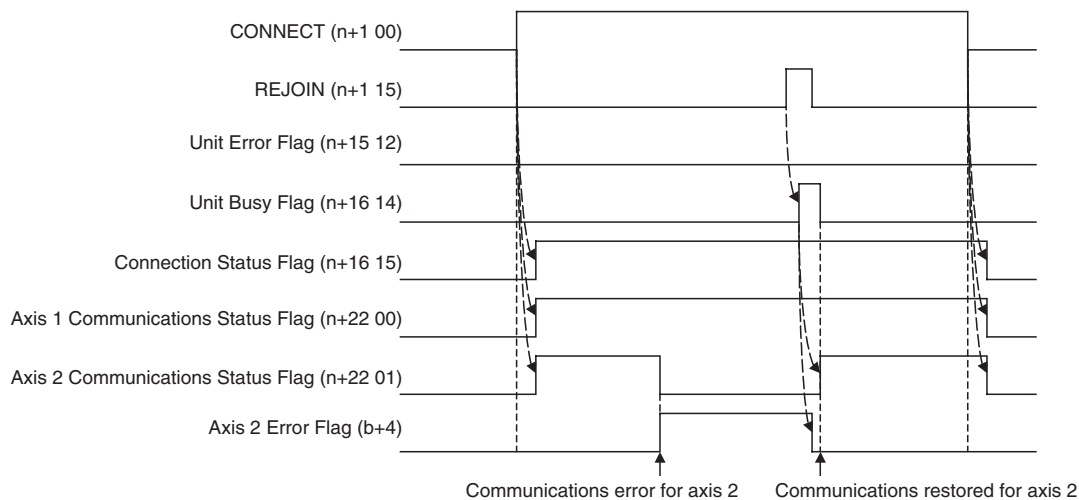 CONNECT (n+1 00)
REJOIN (n+1 15)
Unit Error Flag (n+15 12)
Unit Busy Flag (n+16 14)
Connection Status Flag (n+16 15)
Axis 1 Communications Status Flag (n+22 00)
Axis 2 Communications Status Flag (n+22 01)
Axis 2 Error Flag (b+4)
Communications error for axis 2
Communications restored for axis 2